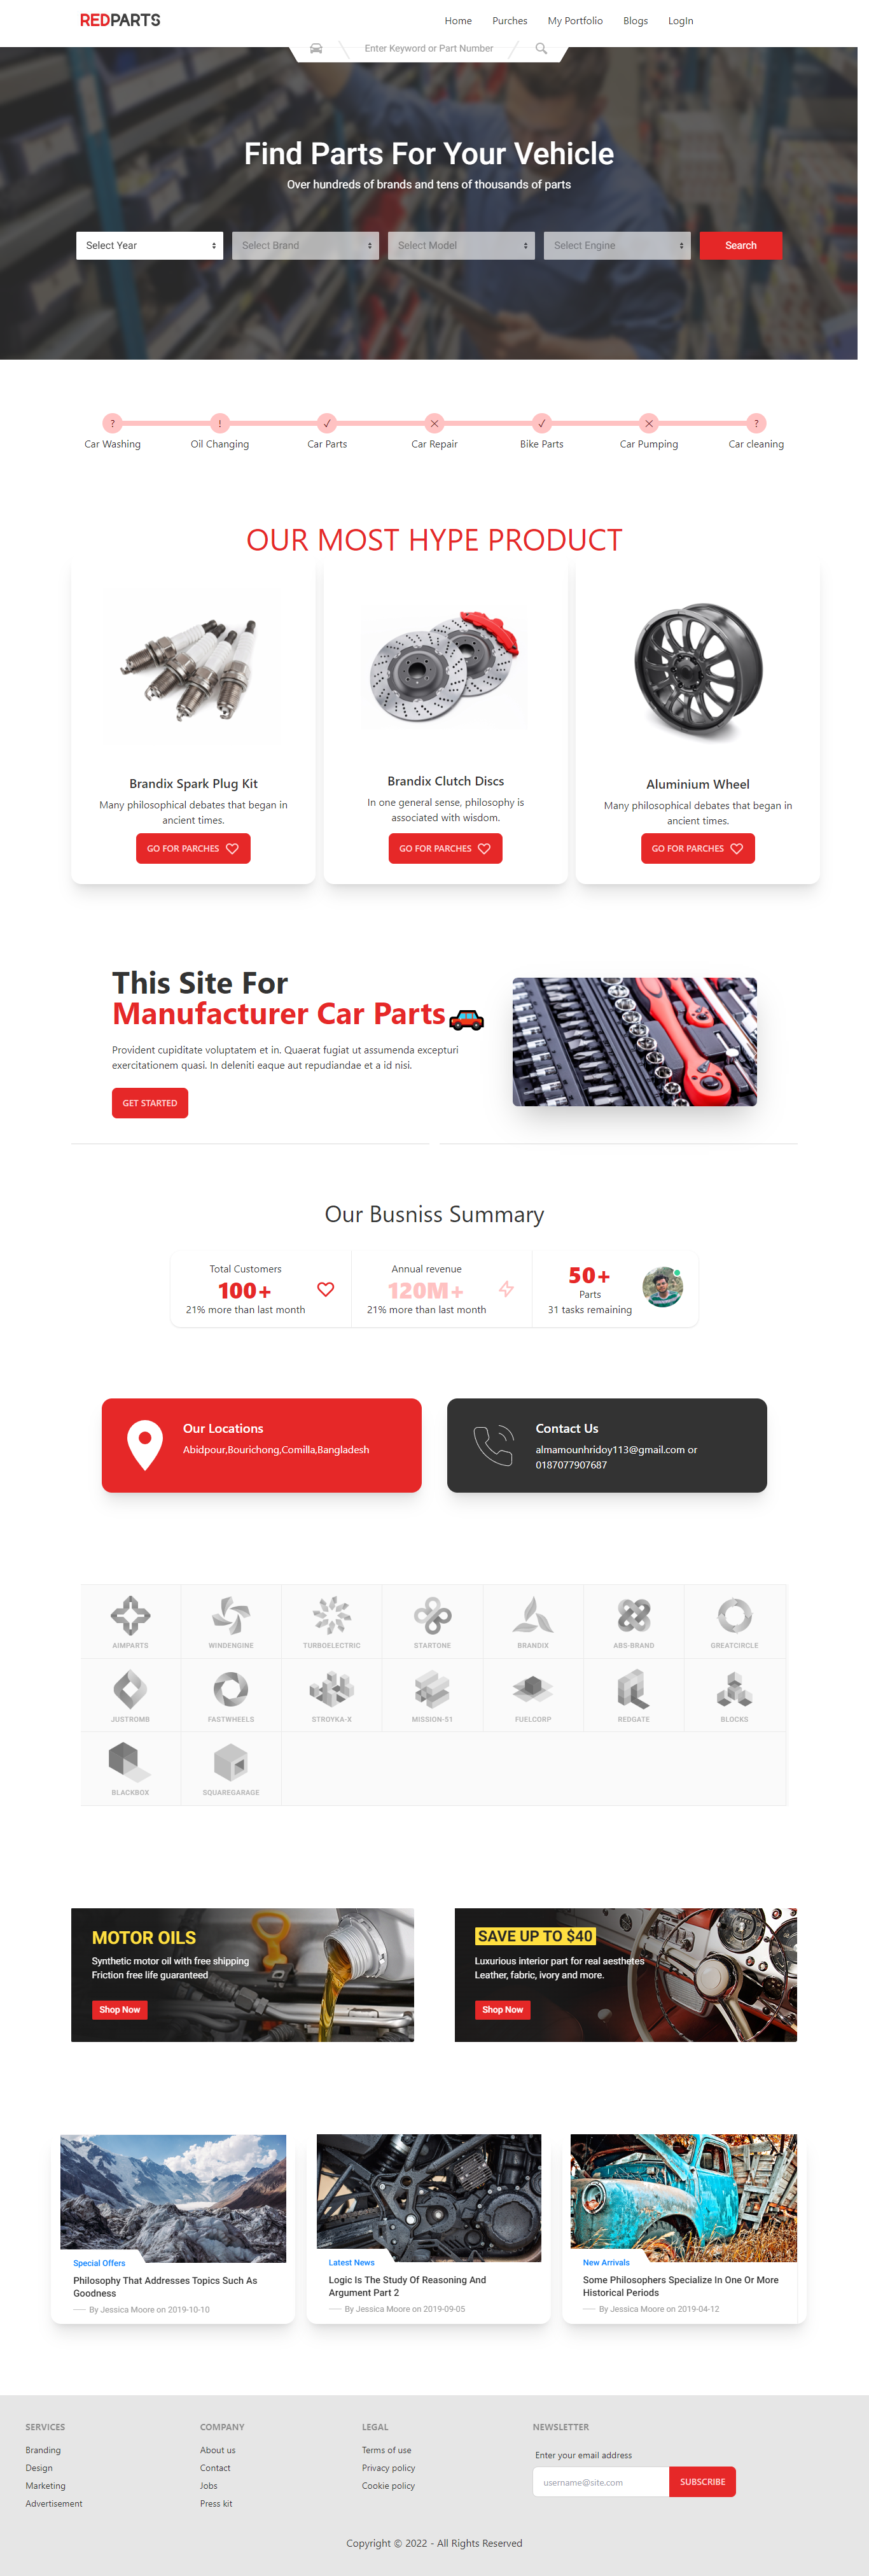 REDPARTS
Home Purches My Portfolio Blogs LogIn
Enter Keyword or Part Number
Find Parts For Your Vehicle
Over hundreds of brands and tens of thousands of parts
Select Year Select Brand Select Model Select Engine Search
? ! ✓ ✕ ✓ ✕ ?
Car Washing Oil Changing Car Parts Car Repair Bike Parts Car Pumping Car cleaning
OUR MOST HYPE PRODUCT
Brandix Spark Plug Kit
Many philosophical debates that began in
ancient times.
GO FOR PARCHES
Brandix Clutch Discs
In one general sense, philosophy is
associated with wisdom.
GO FOR PARCHES
Aluminium Wheel
Many philosophical debates that began in
ancient times.
GO FOR PARCHES
This Site For
Manufacturer Car Parts
Provident cupiditate voluptatem et in. Quaerat fugiat ut assumenda excepturi
exercitationem quasi. In deleniti eaque aut repudiandae et a id nisi.
GET STARTED
Our Busniss Summary
Total Customers
100+
21% more than last month
Annual revenue
120M+
21% more than last month
50+
Parts
31 tasks remaining
Our Locations
Abidpour,Bourichong,Comilla,Bangladesh
Contact Us
almamounhridoy113@gmail.com or
0187077907687
AIMPARTS WINDENGINE TURBOELECTRIC STARTONE BRANDIX ABS-BRAND GREATCIRCLE
JUSTROMB FASTWHEELS STROYKA-X MISSION-51 FUELCORP REDGATE BLOCKS
BLACKBOX SQUAREGARAGE
MOTOR OILS
Synthetic motor oil with free shipping
Friction free life guaranteed
Shop Now
SAVE UP TO $40
Luxurious interior part for real aesthetes
Leather, fabric, ivory and more.
Shop Now
Special Offers
Philosophy That Addresses Topics Such As
Goodness
By Jessica Moore on 2019-10-10
Latest News
Logic Is The Study Of Reasoning And
Argument Part 2
By Jessica Moore on 2019-09-05
New Arrivals
Some Philosophers Specialize In One Or More
Historical Periods
By Jessica Moore on 2019-04-12
SERVICES
Branding
Design
Marketing
Advertisement
COMPANY
About us
Contact
Jobs
Press kit
LEGAL
Terms of use
Privacy policy
Cookie policy
NEWSLETTER
Enter your email address
username@site.com SUBSCRIBE
Copyright © 2022 - All Rights Reserved